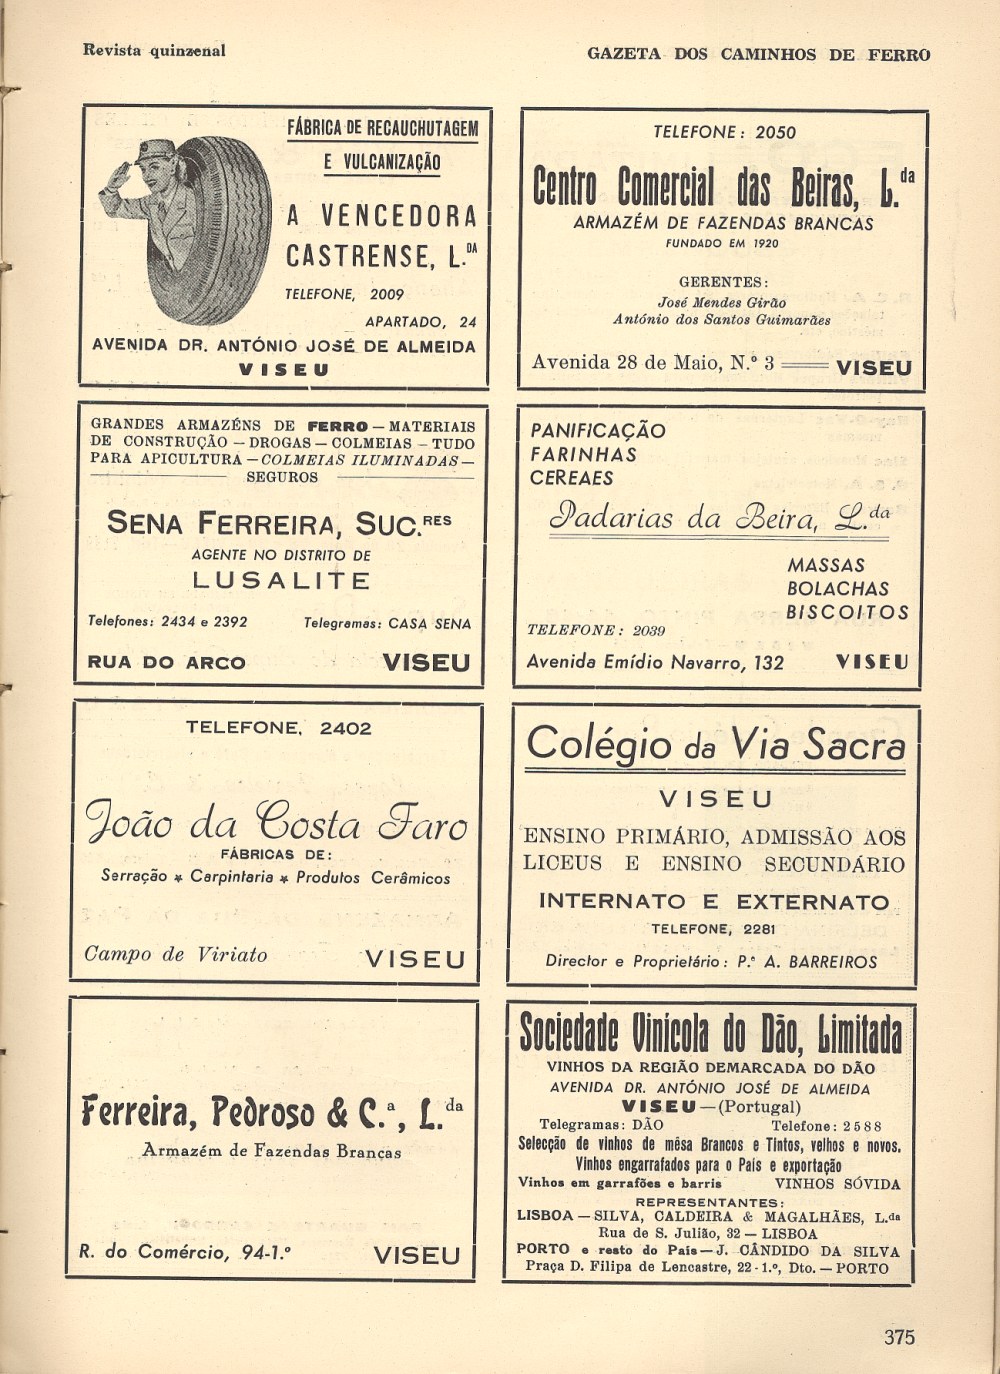 Revista quinzenal
GAZETA DOS CAMINHOS DE FERRO
FÁBRICA DE RECAUCHUTAGEM
E VULCANIZAÇÃO
A VENCEDORA
CASTRENSE, L.DA
TELEFONE, 2009
APARTADO, 24
AVENIDA DR. ANTÓNIO JOSÉ DE ALMEIDA
VISEU
TELEFONE: 2050
Centro Comercial das Beiras, L.da
ARMAZÉM DE FAZENDAS BRANCAS
FUNDADO EM 1920
GERENTES:
José Mendes Girão
António dos Santos Guimarães
Avenida 28 de Maio, N.º 3 VISEU
GRANDES ARMAZÉNS DE FERRO — MATERIAIS
DE CONSTRUÇÃO — DROGAS — COLMEIAS — TUDO
PARA APICULTURA — COLMEIAS ILUMINADAS —
SEGUROS
SENA FERREIRA, SUC.RES
AGENTE NO DISTRITO DE
LUSALITE
Telefones: 2434 e 2392 Telegramas: CASA SENA
RUA DO ARCO VISEU
PANIFICAÇÃO
FARINHAS
CEREAES
Padarias da Beira, L.da
MASSAS
BOLACHAS
BISCOITOS
TELEFONE: 2039
Avenida Emídio Navarro, 132 VISEU
TELEFONE, 2402
João da Costa Faro
FÁBRICAS DE:
Serração * Carpintaria * Produtos Cerâmicos
Campo de Viriato VISEU
Colégio da Via Sacra
VISEU
ENSINO PRIMÁRIO, ADMISSÃO AOS
LICEUS E ENSINO SECUNDÁRIO
INTERNATO E EXTERNATO
TELEFONE, 2281
Director e Proprietário: P.e A. BARREIROS
Ferreira, Pedroso & C.a, L.da
Armazém de Fazendas Brancas
R. do Comércio, 94-1.º VISEU
Sociedade Vinícola do Dão, Limitada
VINHOS DA REGIÃO DEMARCADA DO DÃO
AVENIDA DR. ANTÓNIO JOSÉ DE ALMEIDA
VISEU — (Portugal)
Telegramas: DÃO Telefone: 2588
Selecção de vinhos de mêsa Brancos e Tintos, velhos e novos.
Vinhos engarrafados para o País e exportação
Vinhos em garrafões e barris VINHOS SÓVIDA
REPRESENTANTES:
LISBOA — SILVA, CALDEIRA & MAGALHÃES, L.da
Rua de S. Julião, 32 — LISBOA
PORTO e resto do País — J. CÂNDIDO DA SILVA
Praça D. Filipa de Lencastre, 22-1.º, Dto. — PORTO
375